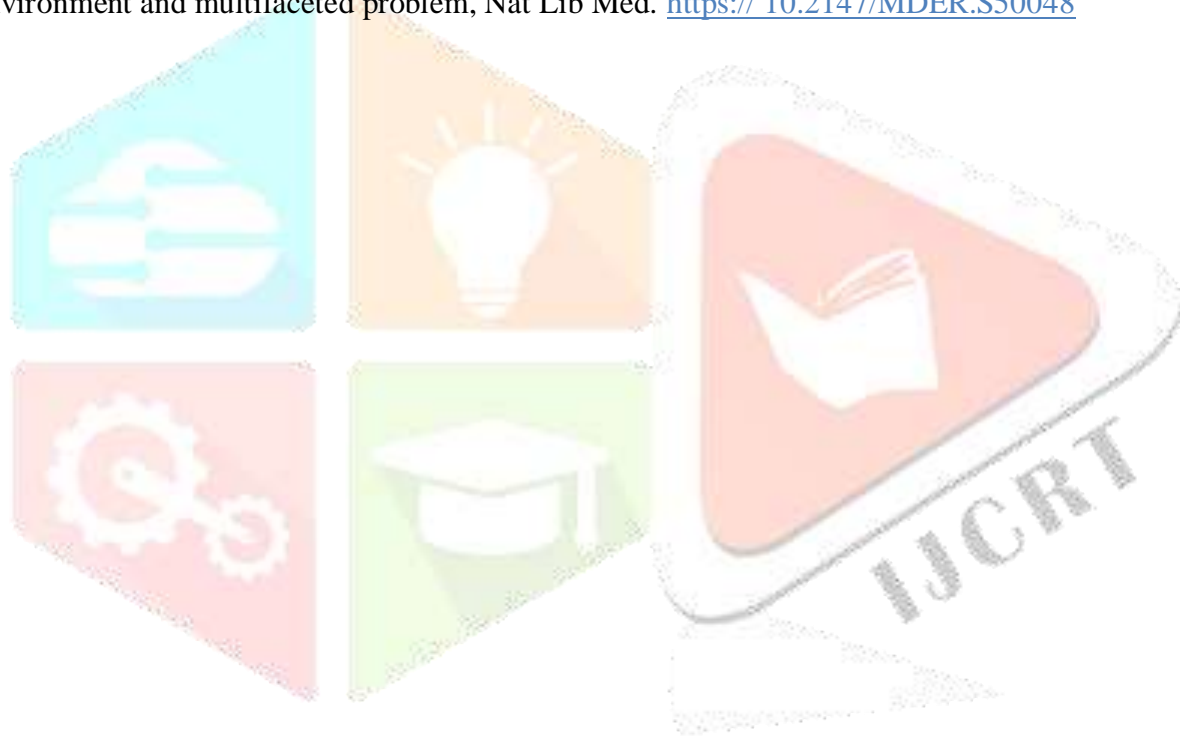 vironment and multifaceted problem, Nat Lib Med. https:// 10.2147/MDER.S50048
IJCRT